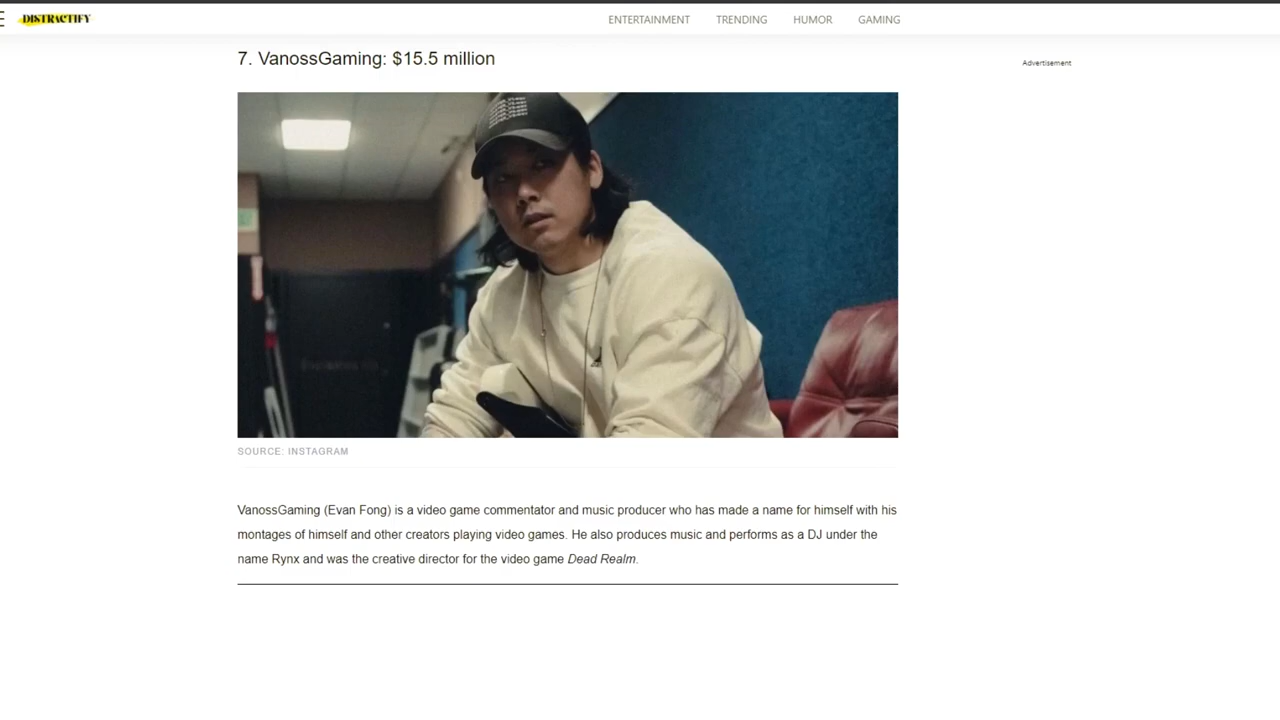 DISTRACTIFY
ENTERTAINMENT
TRENDING
HUMOR
GAMING
7. VanossGaming: $15.5 million
Advertisement
SOURCE: INSTAGRAM
VanossGaming (Evan Fong) is a video game commentator and music producer who has made a name for himself with his
montages of himself and other creators playing video games. He also produces music and performs as a DJ under the
name Rynx and was the creative director for the video game Dead Realm.